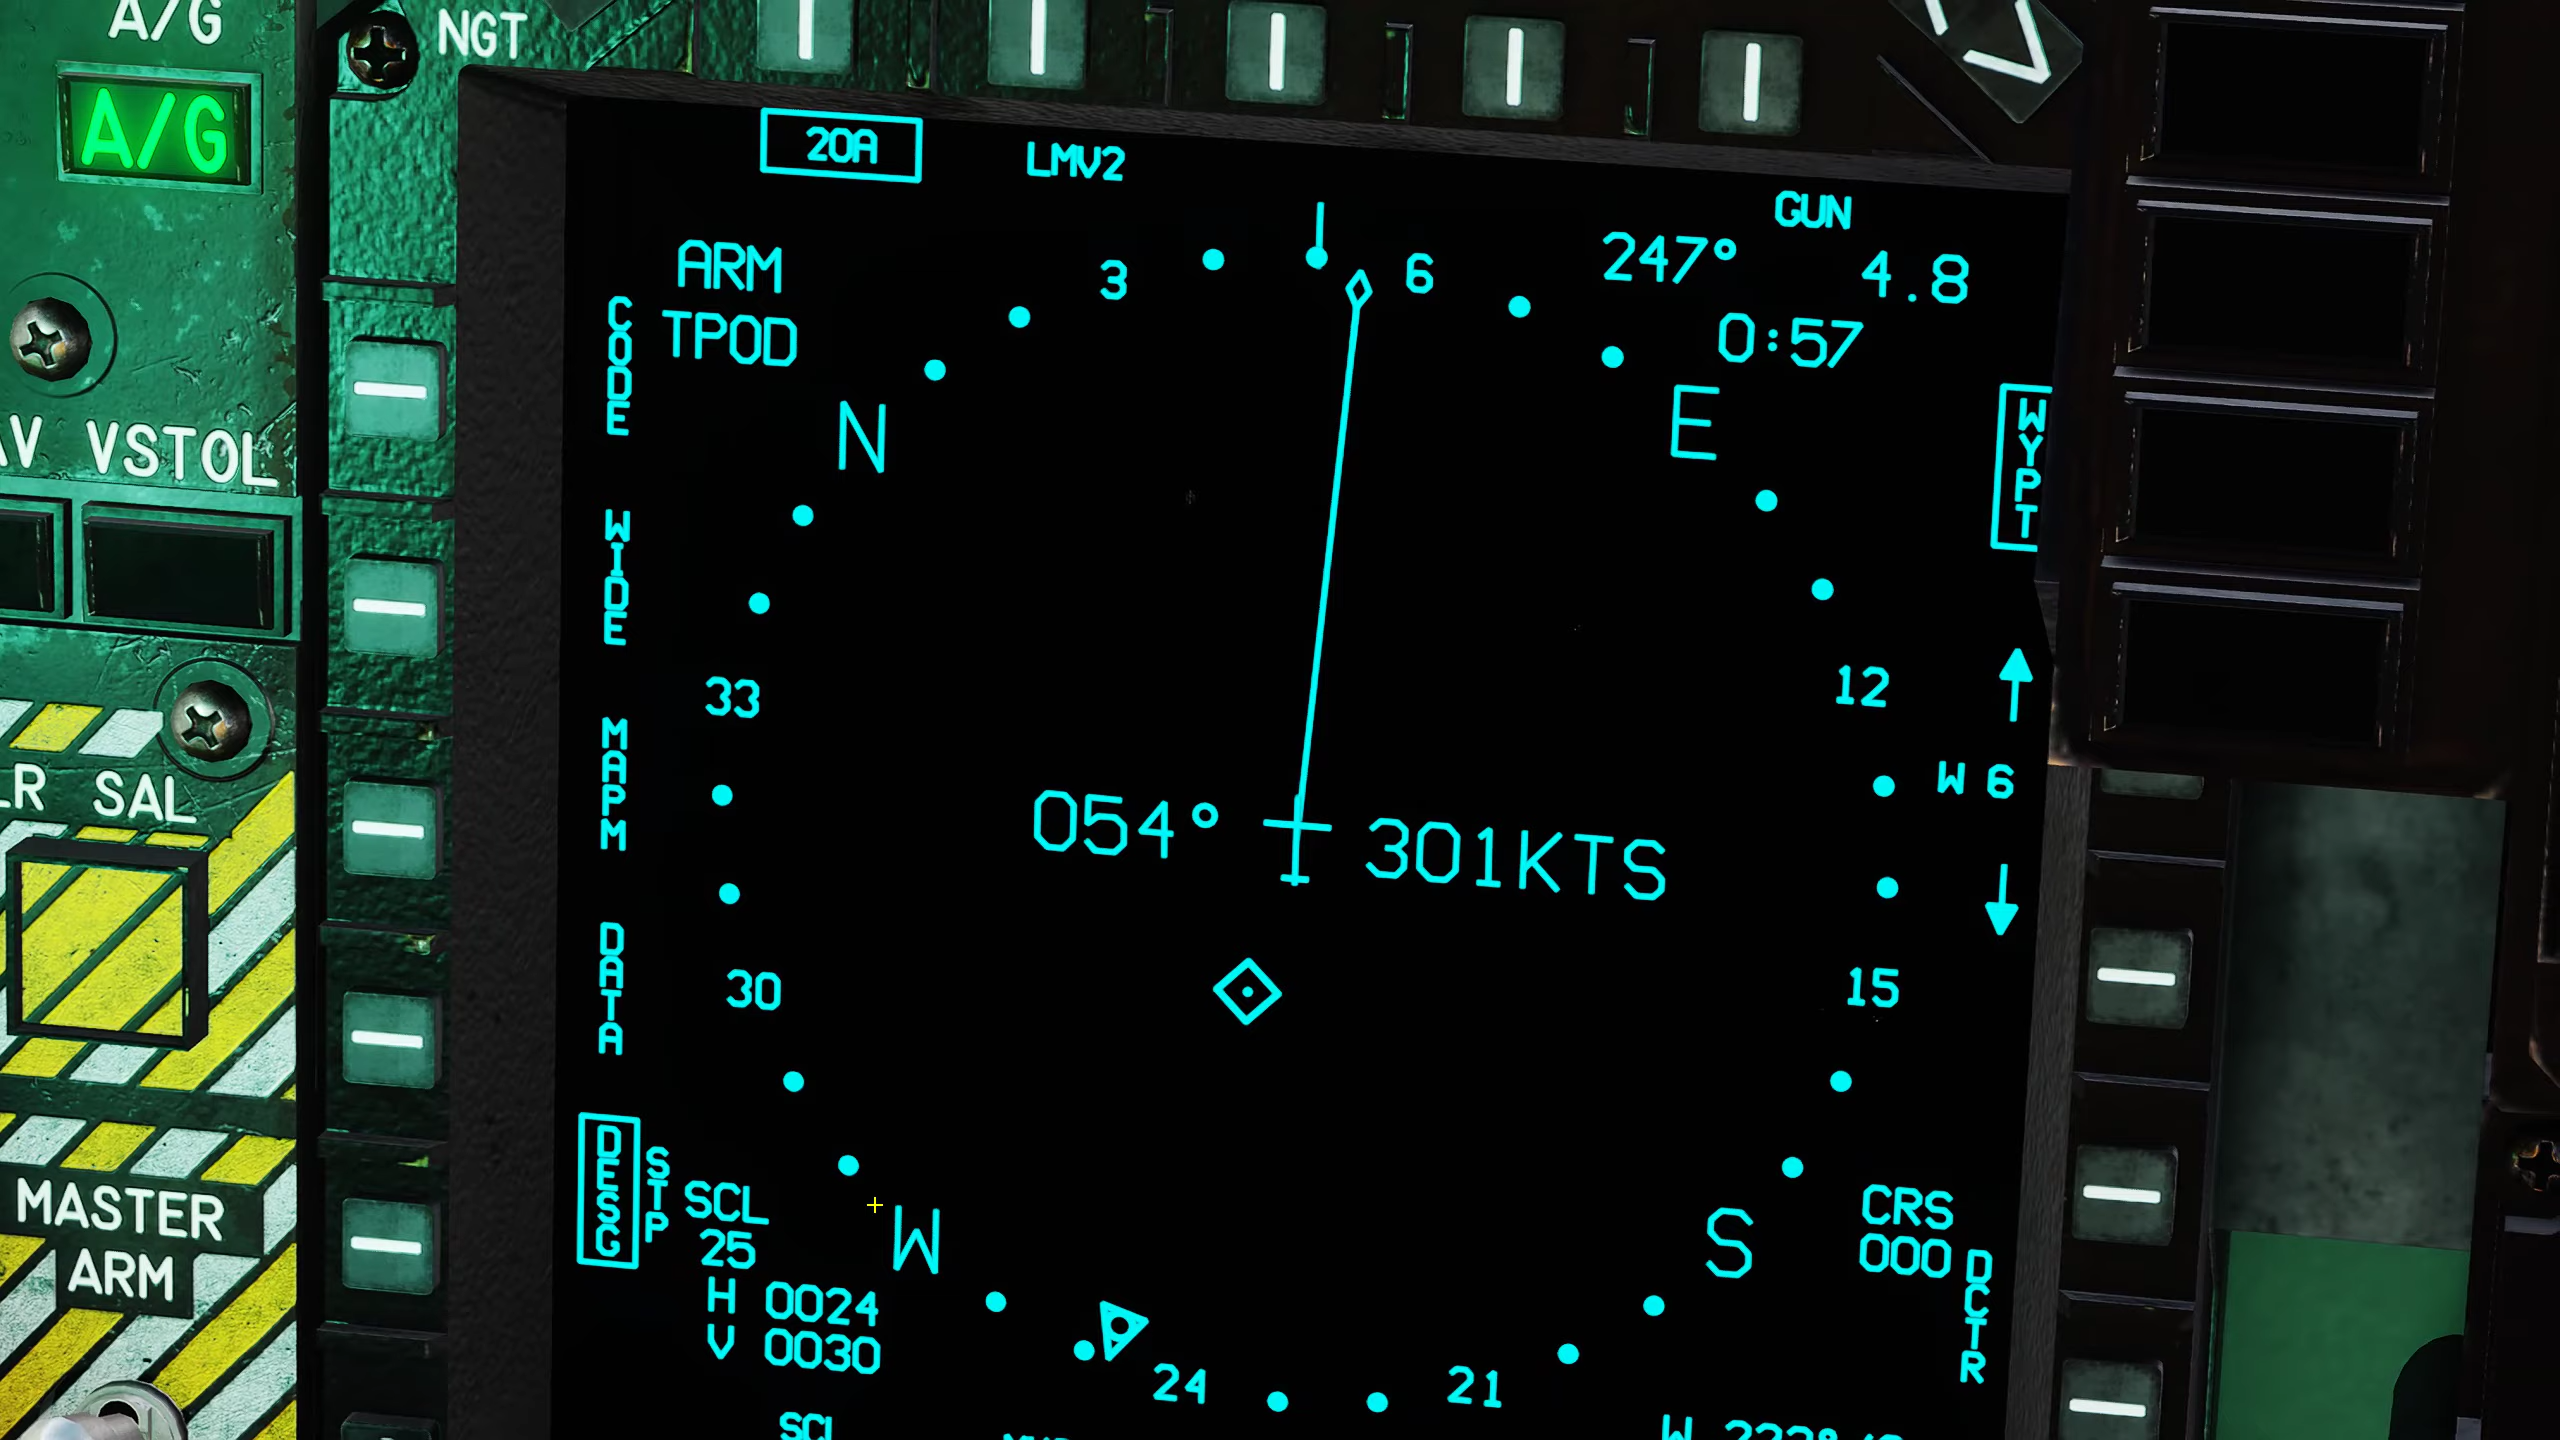 A/G
NGT
A/G
20A
LMV2
GUN
ARM
TPOD
3
6
247°
4.8
0:57
CODE
N
E
WYPT
VSTOL
WIDE
33
12
W 6
SAL
MAPM
054°
301KTS
DATA
30
15
DESG
STP
SCL
25
W
S
CRS
000
DCTR
MASTER
ARM
H 0024
V 0030
24
21
SCL